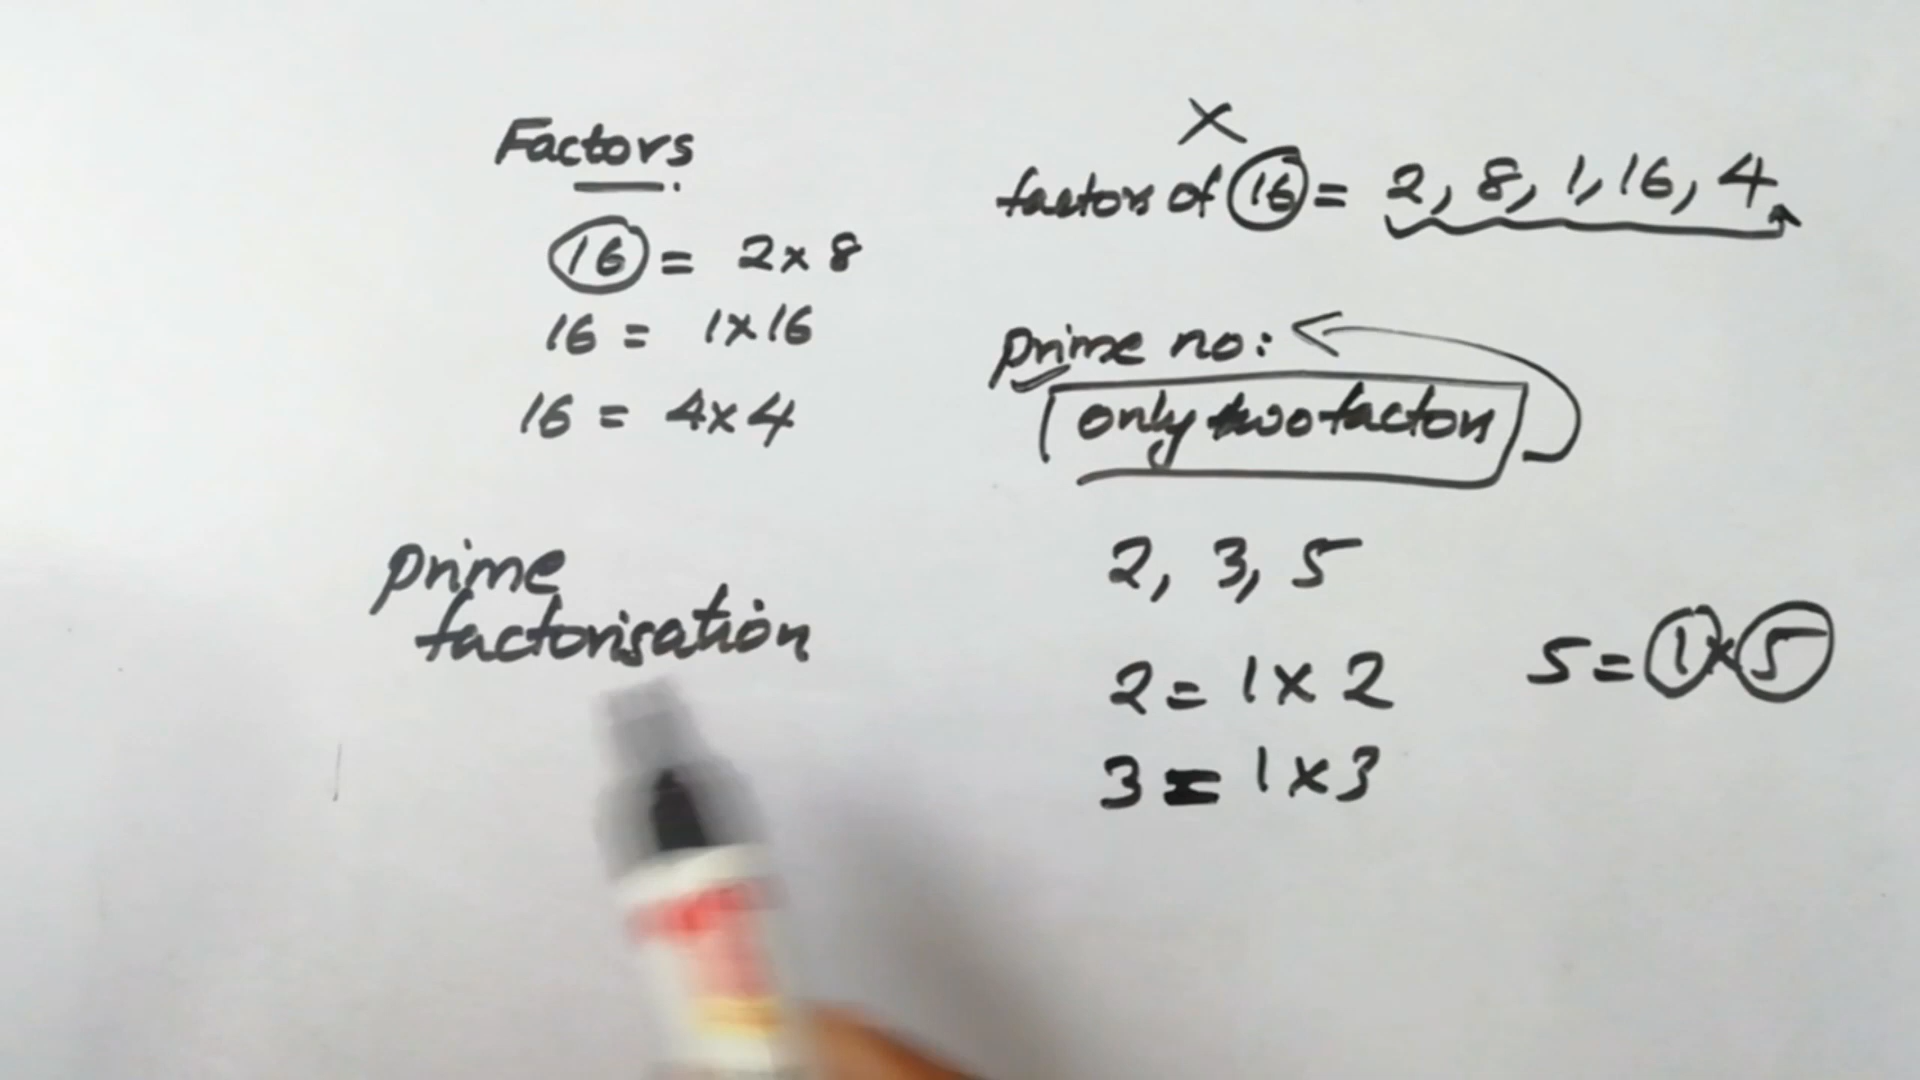 Factors
16 = 2 x 8
16 = 1 x 16
16 = 4 x 4
prime
factorisation
X
factors of 16 = 2, 8, 1, 16, 4
prime no:
only two factors
2, 3, 5
2 = 1 x 2
3 = 1 x 3
5 = 1 x 5